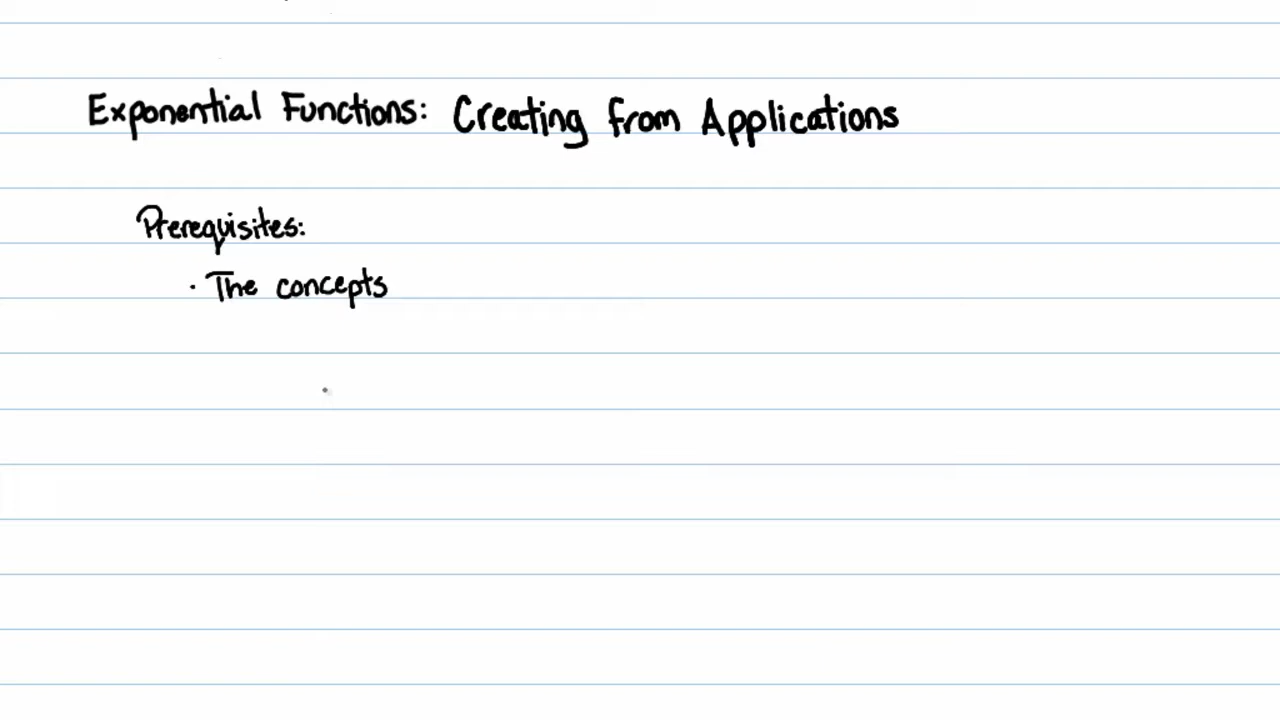 Exponential Functions: Creating from Applications
Prerequisites:
· The concepts